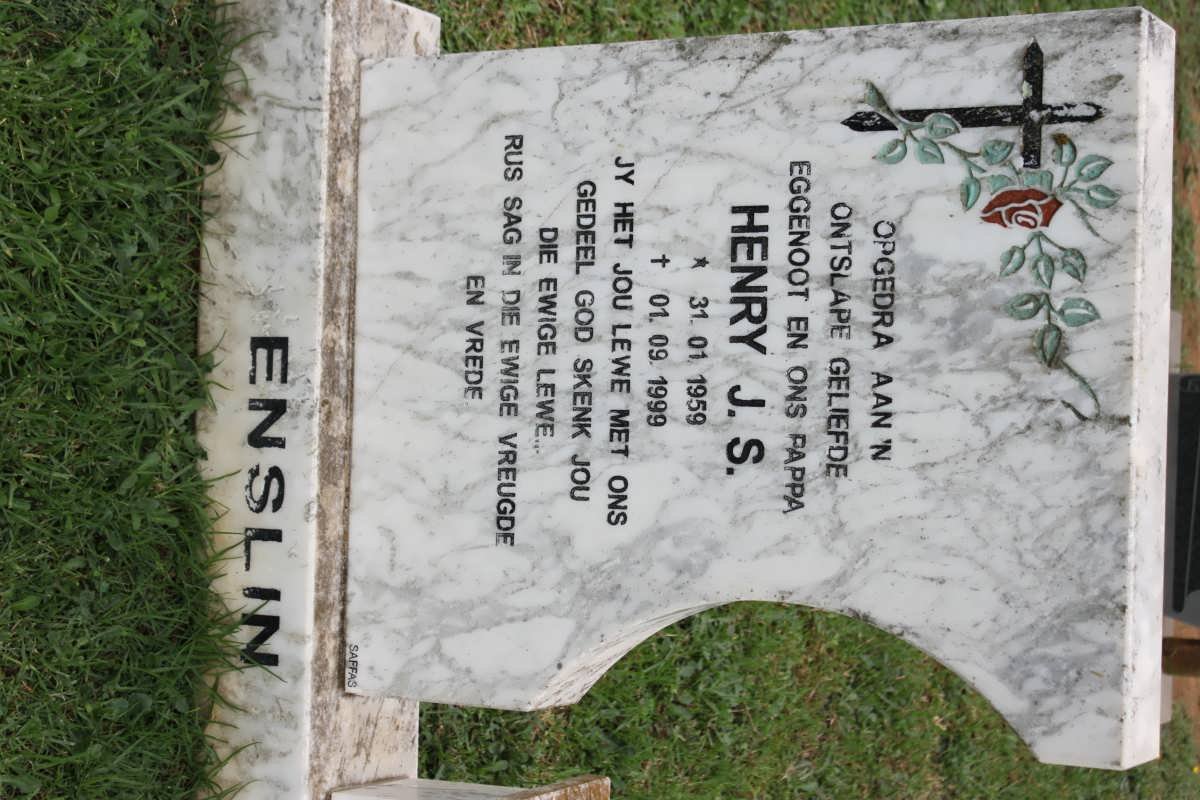 OPGEDRA AAN 'N
ONTSLAPE GELIEFDE
EGGENOOT EN ONS PAPPA
HENRY J. S.
★ 31. 01. 1959
✝ 01. 09. 1999
JY HET JOU LEWE MET ONS
GEDEEL GOD SKENK JOU
DIE EWIGE LEWE...
RUS SAG IN DIE EWIGE VREUGDE
EN VREDE
SAFFAS
ENSLIN